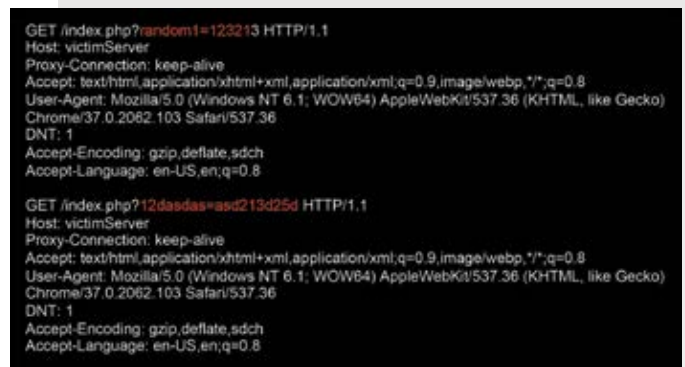 GET /index.php?random1=123213 HTTP/1.1
Host: victimServer
Proxy-Connection: keep-alive
Accept: text/html,application/xhtml+xml,application/xml;q=0.9,image/webp,*/*;q=0.8
User-Agent: Mozilla/5.0 (Windows NT 6.1; WOW64) AppleWebKit/537.36 (KHTML, like Gecko)
Chrome/37.0.2062.103 Safari/537.36
DNT: 1
Accept-Encoding: gzip,deflate,sdch
Accept-Language: en-US,en;q=0.8
GET /index.php?12dasdas=asd213d25d HTTP/1.1
Host: victimServer
Proxy-Connection: keep-alive
Accept: text/html,application/xhtml+xml,application/xml;q=0.9,image/webp,*/*;q=0.8
User-Agent: Mozilla/5.0 (Windows NT 6.1; WOW64) AppleWebKit/537.36 (KHTML, like Gecko)
Chrome/37.0.2062.103 Safari/537.36
DNT: 1
Accept-Encoding: gzip,deflate,sdch
Accept-Language: en-US,en;q=0.8